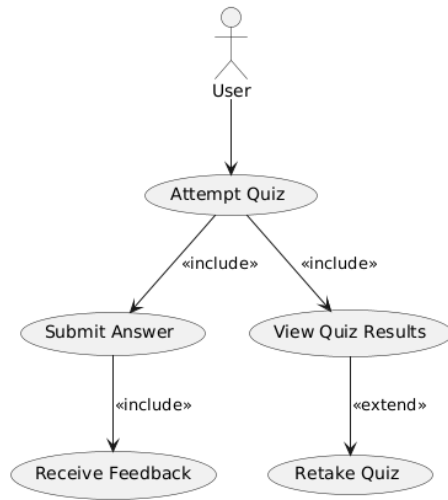 User
Attempt Quiz
«include»
«include»
Submit Answer
View Quiz Results
«include»
«extend»
Receive Feedback
Retake Quiz